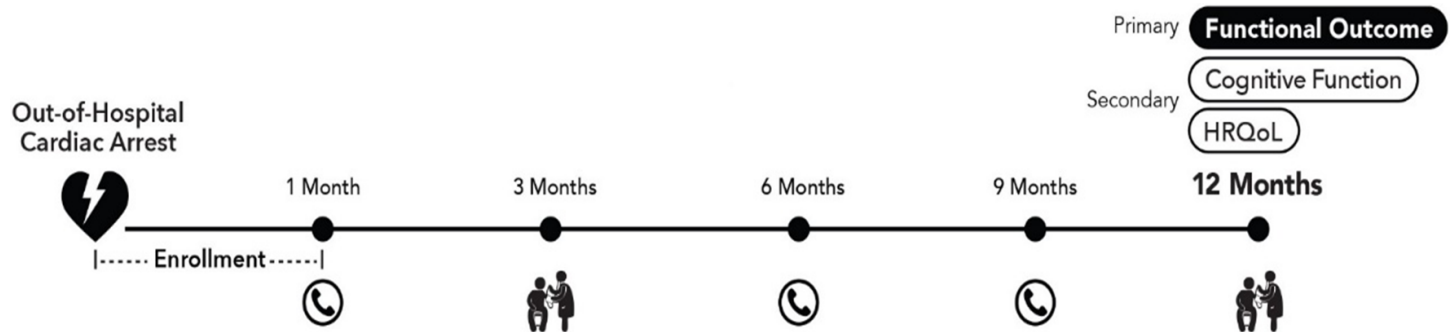 Primary Functional Outcome
Secondary Cognitive Function
HRQoL
Out-of-Hospital
Cardiac Arrest
1 Month 3 Months 6 Months 9 Months 12 Months
Enrollment